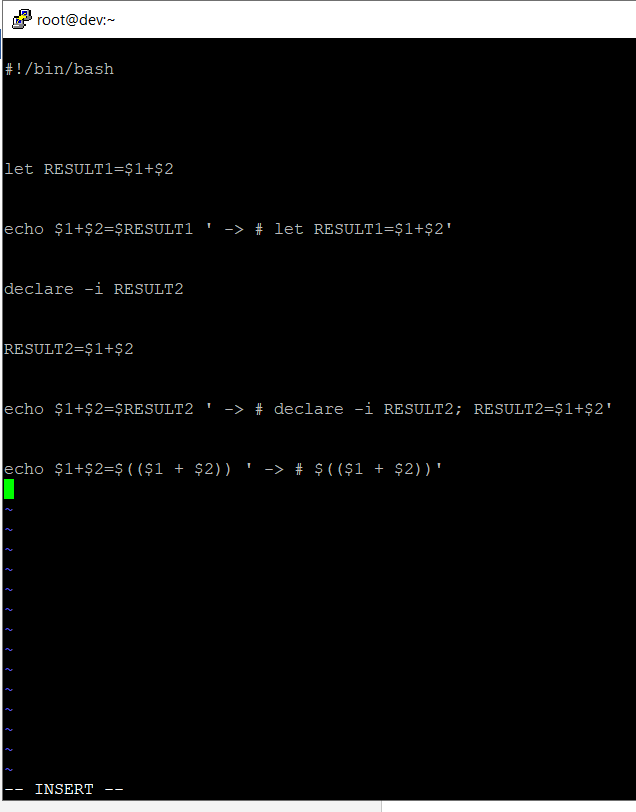 root@dev:~
#!/bin/bash
let RESULT1=$1+$2
echo $1+$2=$RESULT1 ' -> # let RESULT1=$1+$2'
declare -i RESULT2
RESULT2=$1+$2
echo $1+$2=$RESULT2 ' -> # declare -i RESULT2; RESULT2=$1+$2'
echo $1+$2=$(($1 + $2)) ' -> # $(($1 + $2))'
~
~
~
~
~
~
~
~
~
~
~
~
~
~
-- INSERT --